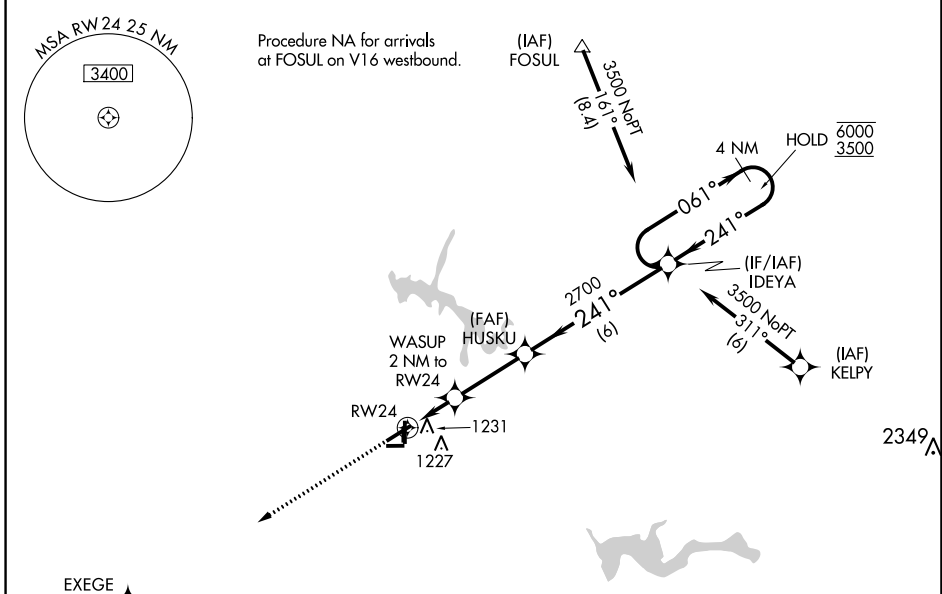 MSA RW 24 25 NM
3400
Procedure NA for arrivals
at FOSUL on V16 westbound.
(IAF)
FOSUL
3500 NoPT
161°
(8.4)
4 NM
HOLD
6000
3500
061°
241°
(IF/IAF)
IDEYA
2700
241°
(6)
3500 NoPT
311°
(6)
(IAF)
KELPY
(FAF)
HUSKU
WASUP
2 NM to
RW24
RW24
1231
1227
2349
EXEGE